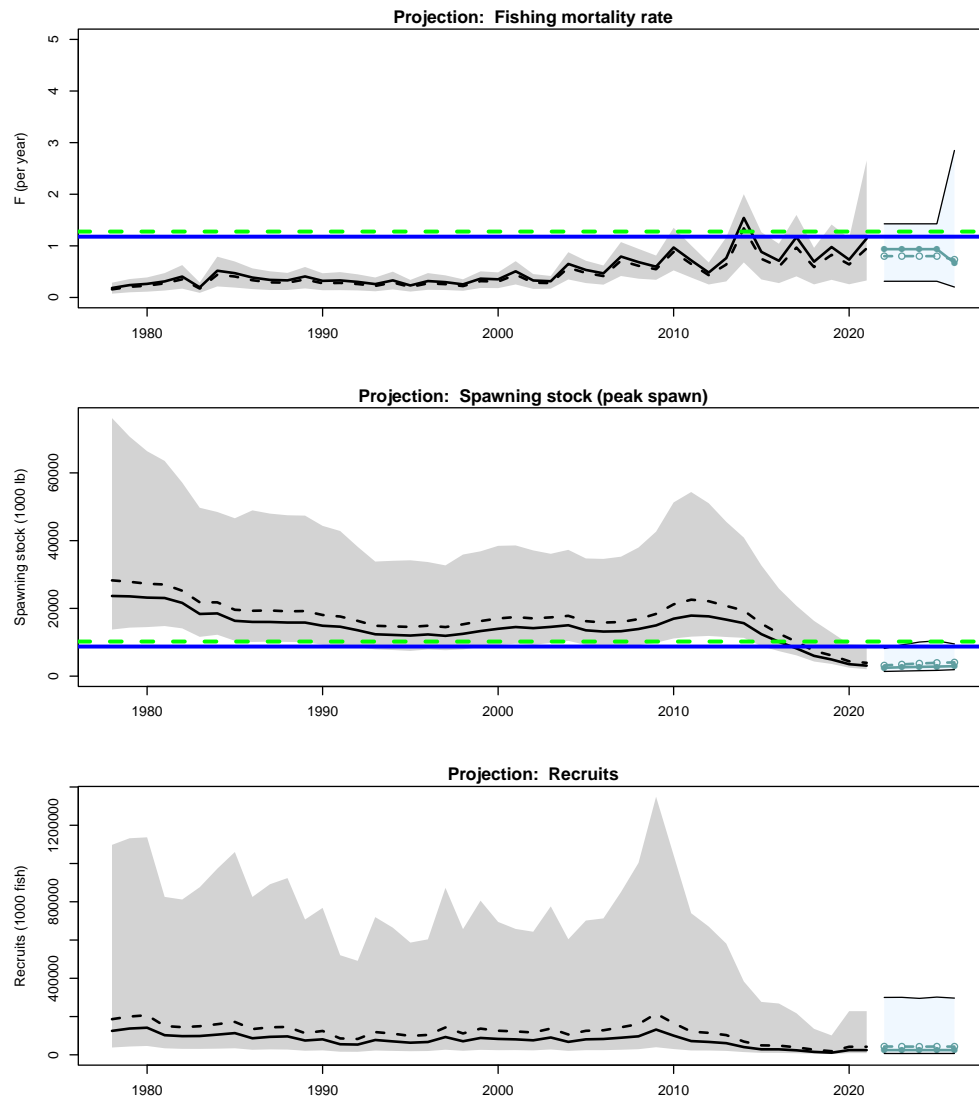 Projection: Fishing mortality rate
F (per year)
5
4
3
2
1
0
1980 1990 2000 2010 2020
Projection: Spawning stock (peak spawn)
Spawning stock (1000 lb)
60000
40000
20000
0
1980 1990 2000 2010 2020
Projection: Recruits
Recruits (1000 fish)
1200000
800000
400000
0
1980 1990 2000 2010 2020